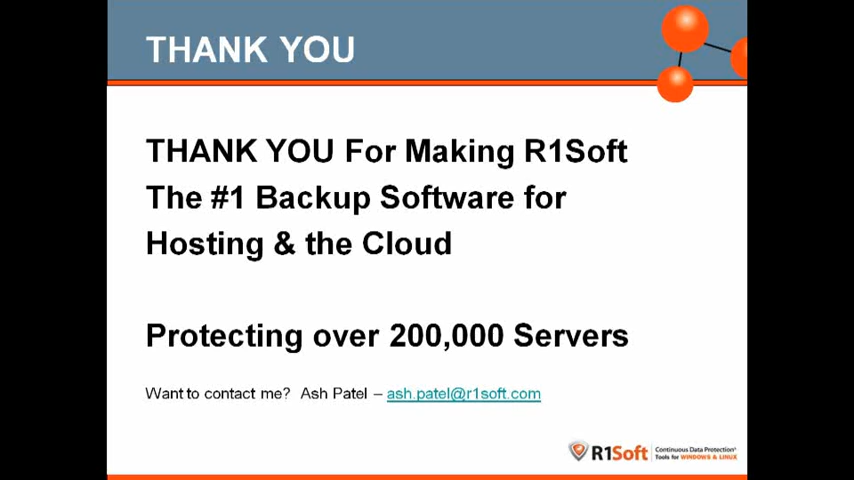 THANK YOU
THANK YOU For Making R1Soft
The #1 Backup Software for
Hosting & the Cloud
Protecting over 200,000 Servers
Want to contact me?  Ash Patel – ash.patel@r1soft.com
R1Soft
Continuous Data Protection®
Tools for WINDOWS & LINUX